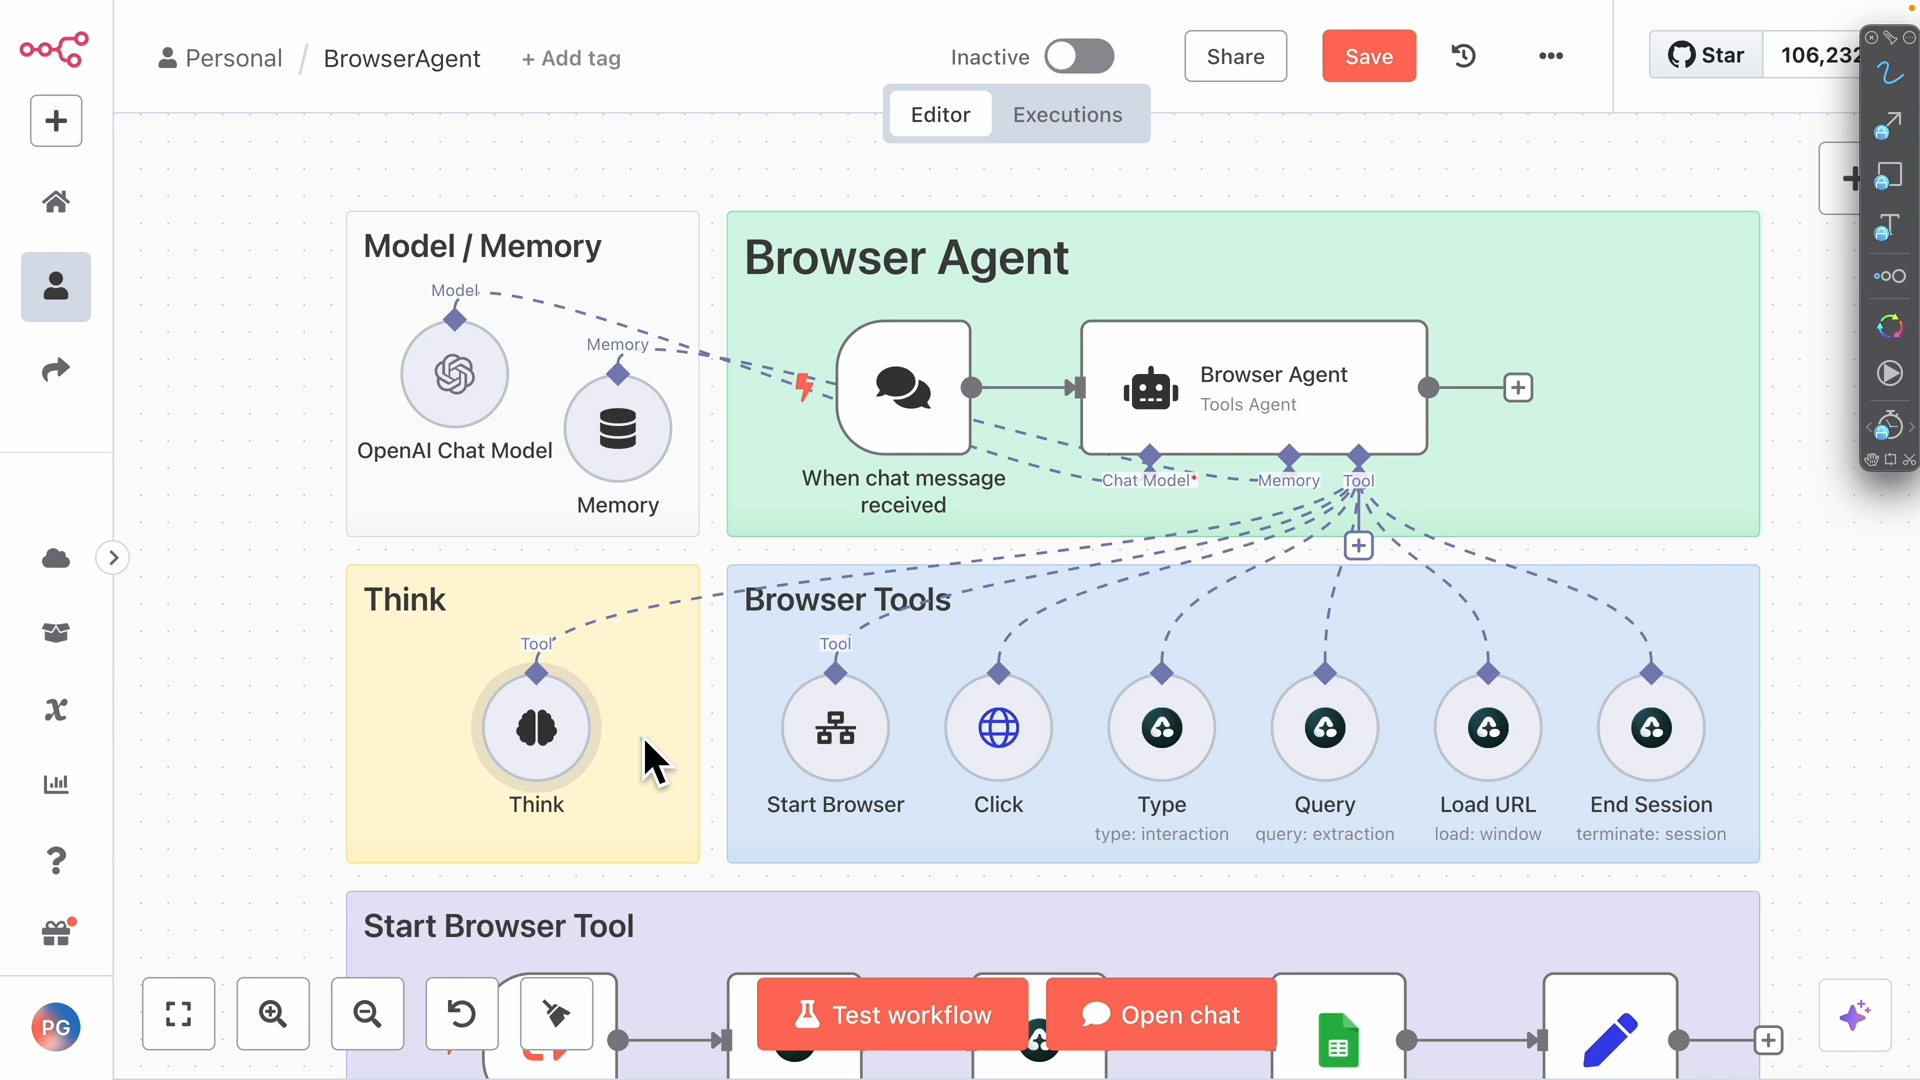 Personal / BrowserAgent + Add tag
Inactive
Share
Save
Star 106,232
Editor Executions
Model / Memory
Model
Memory
OpenAI Chat Model
Memory
Browser Agent
When chat message
received
Browser Agent
Tools Agent
Chat Model*
Memory
Tool
Think
Tool
Think
Browser Tools
Tool
Start Browser
Click
Type
type: interaction
Query
query: extraction
Load URL
load: window
End Session
terminate: session
Start Browser Tool
Test workflow
Open chat
PG